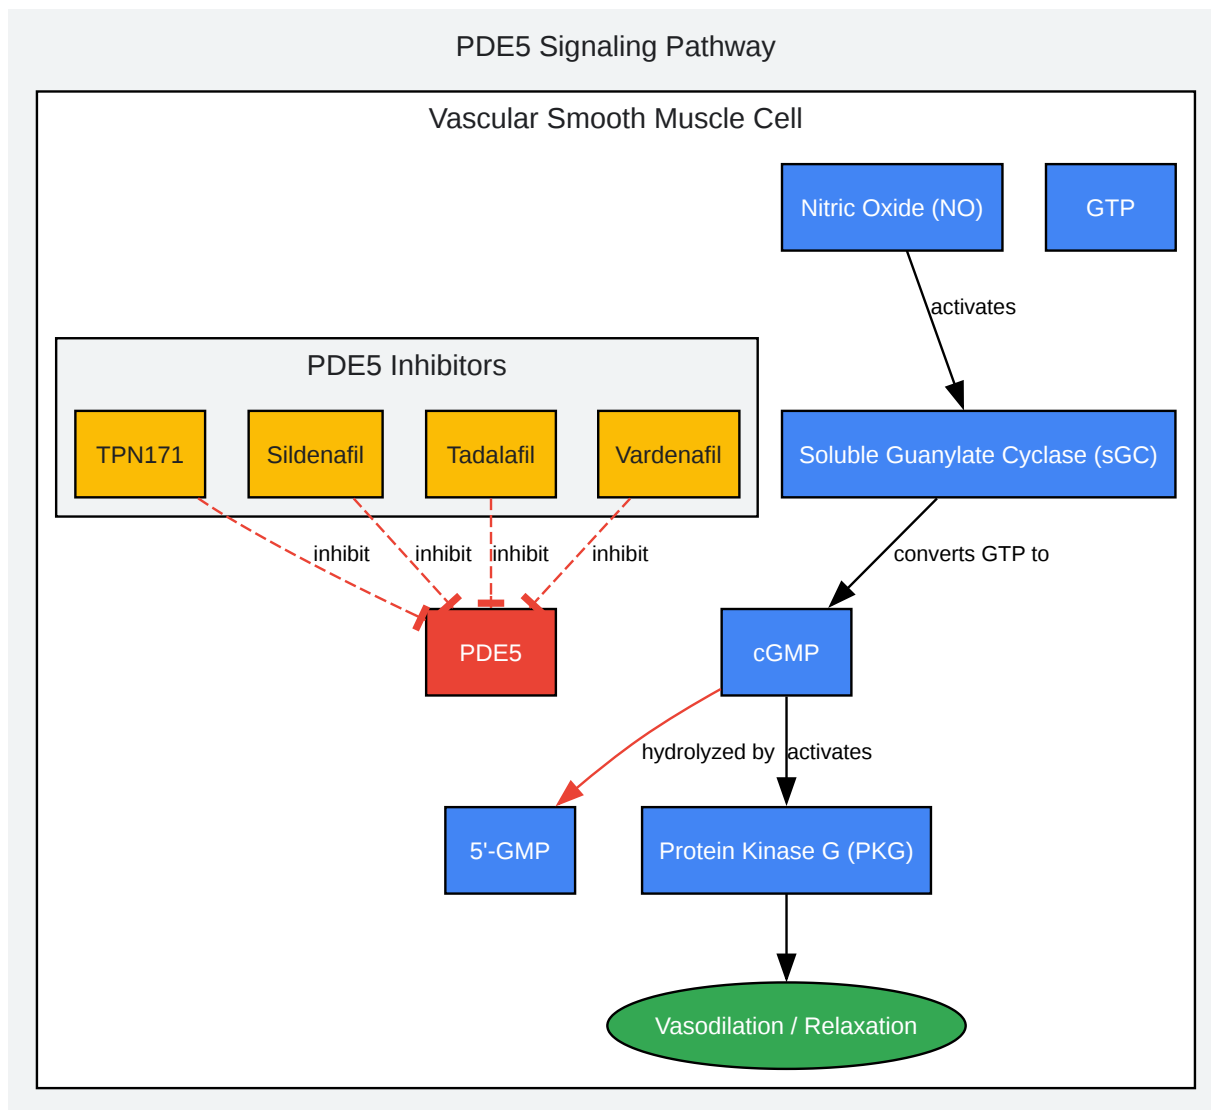 PDE5 Signaling Pathway
Vascular Smooth Muscle Cell
Nitric Oxide (NO)
GTP
activates
PDE5 Inhibitors
TPN171
Sildenafil
Tadalafil
Vardenafil
Soluble Guanylate Cyclase (sGC)
inhibit
inhibit
inhibit
inhibit
converts GTP to
PDE5
cGMP
hydrolyzed by
activates
5'-GMP
Protein Kinase G (PKG)
Vasodilation / Relaxation